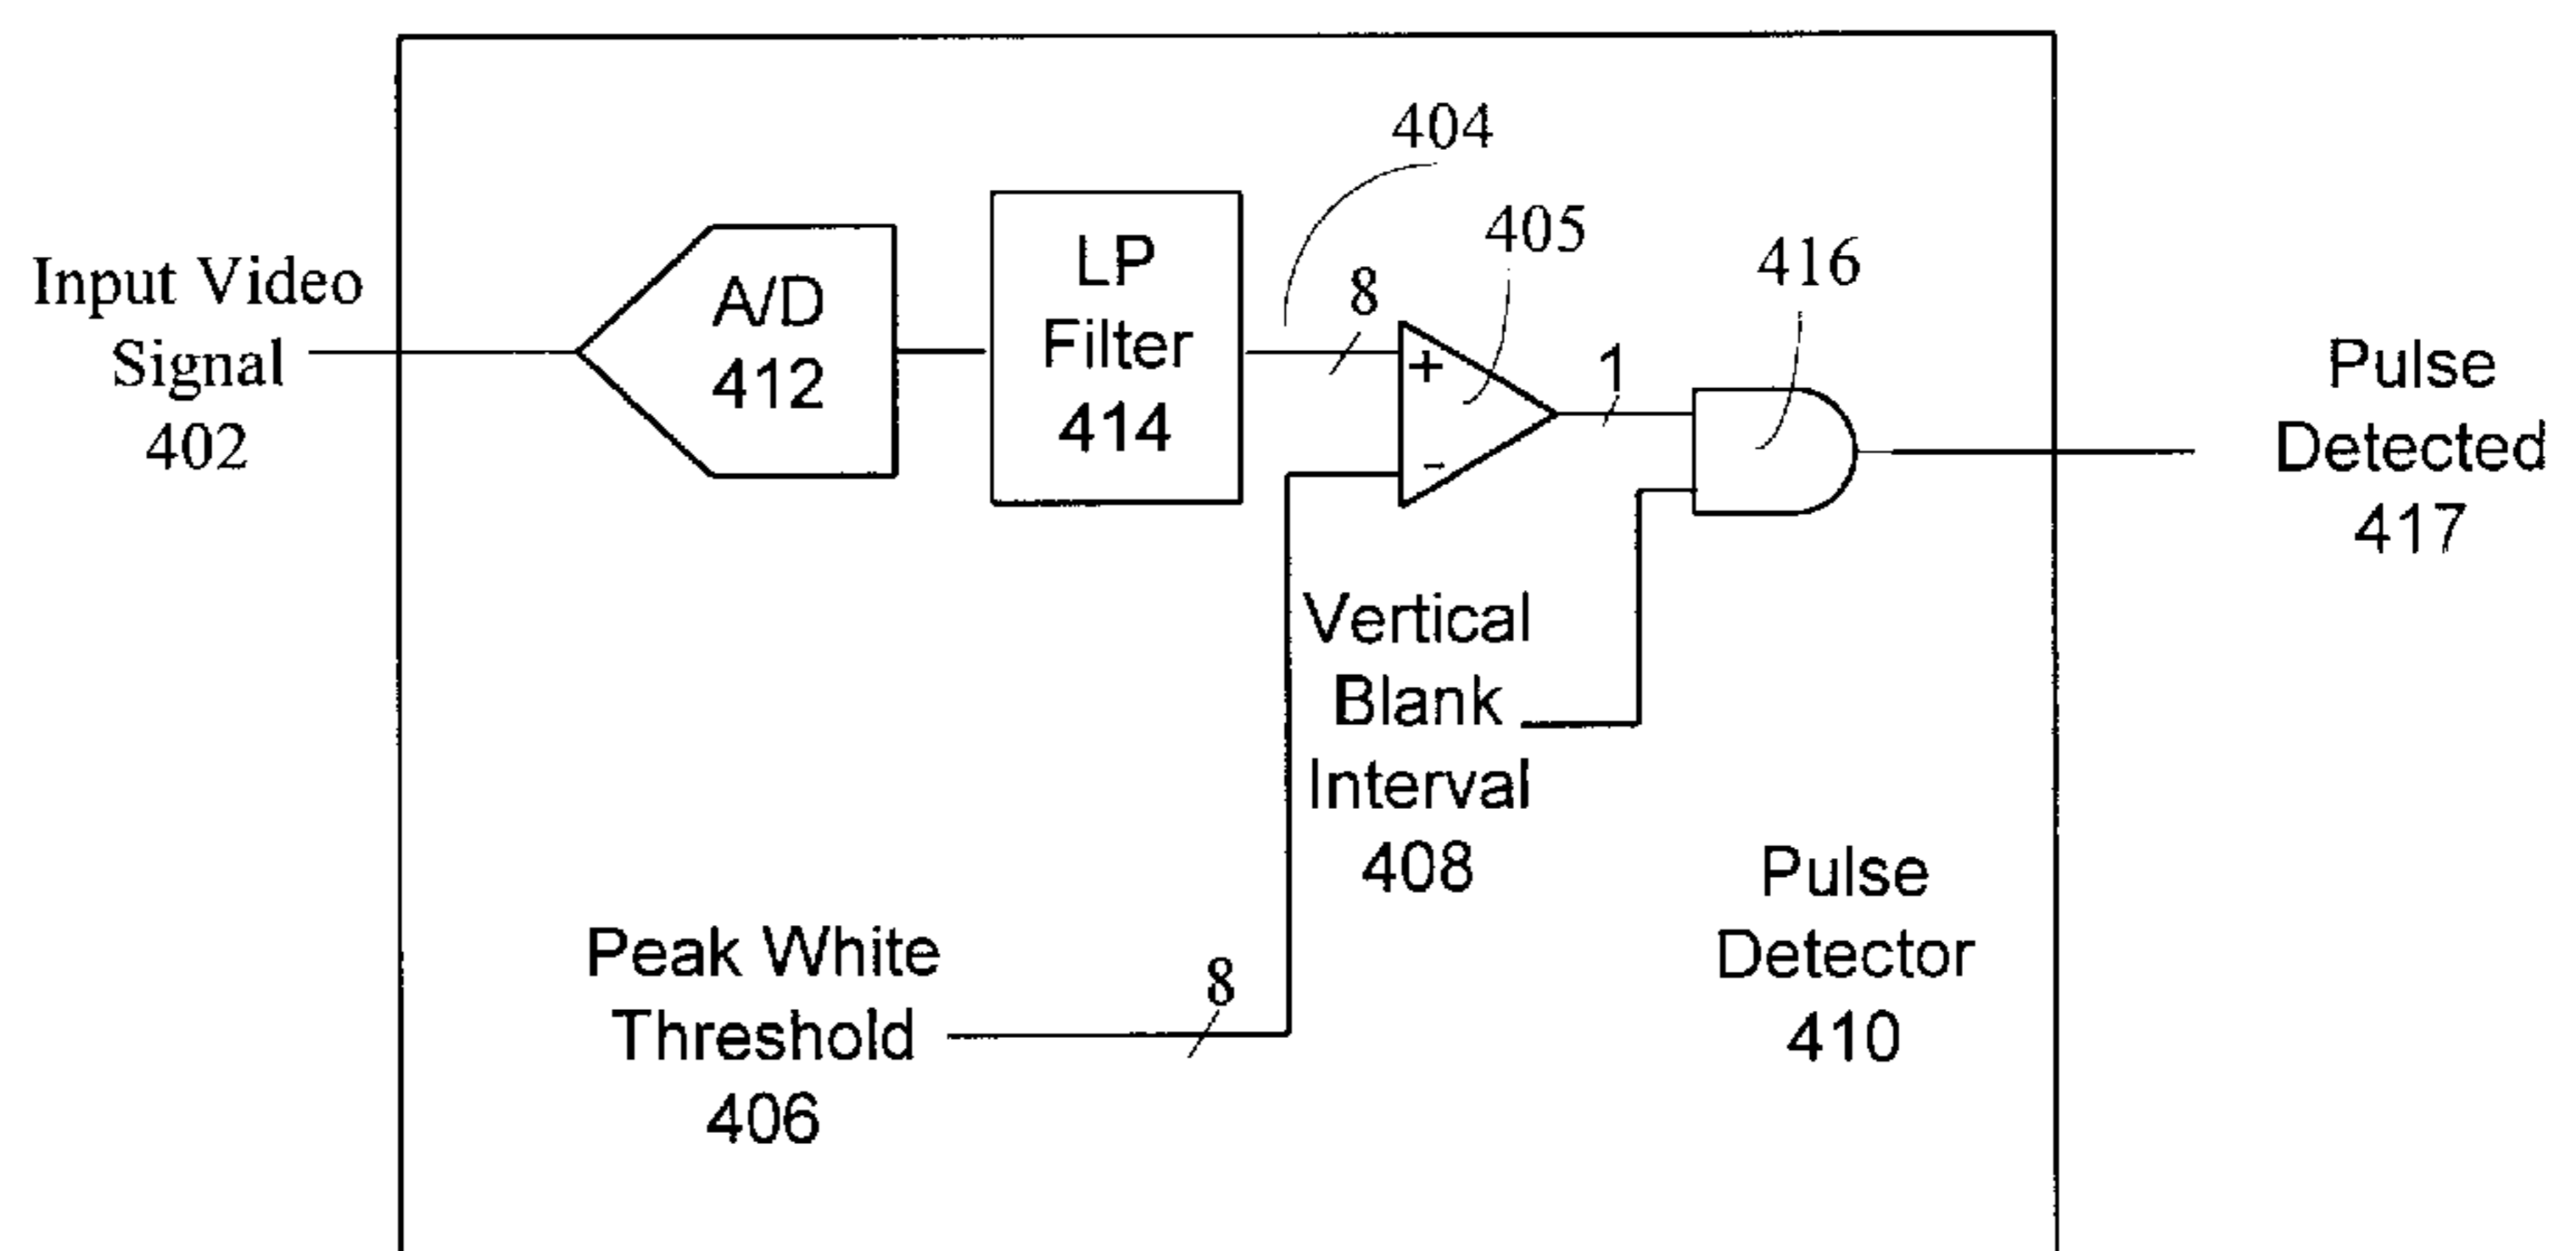 404
405
416
Input Video
Signal
402
A/D
412
LP
Filter
414
8
+
-
1
Pulse
Detected
417
Vertical
Blank
Interval
408
Peak White
Threshold
406
8
Pulse
Detector
410